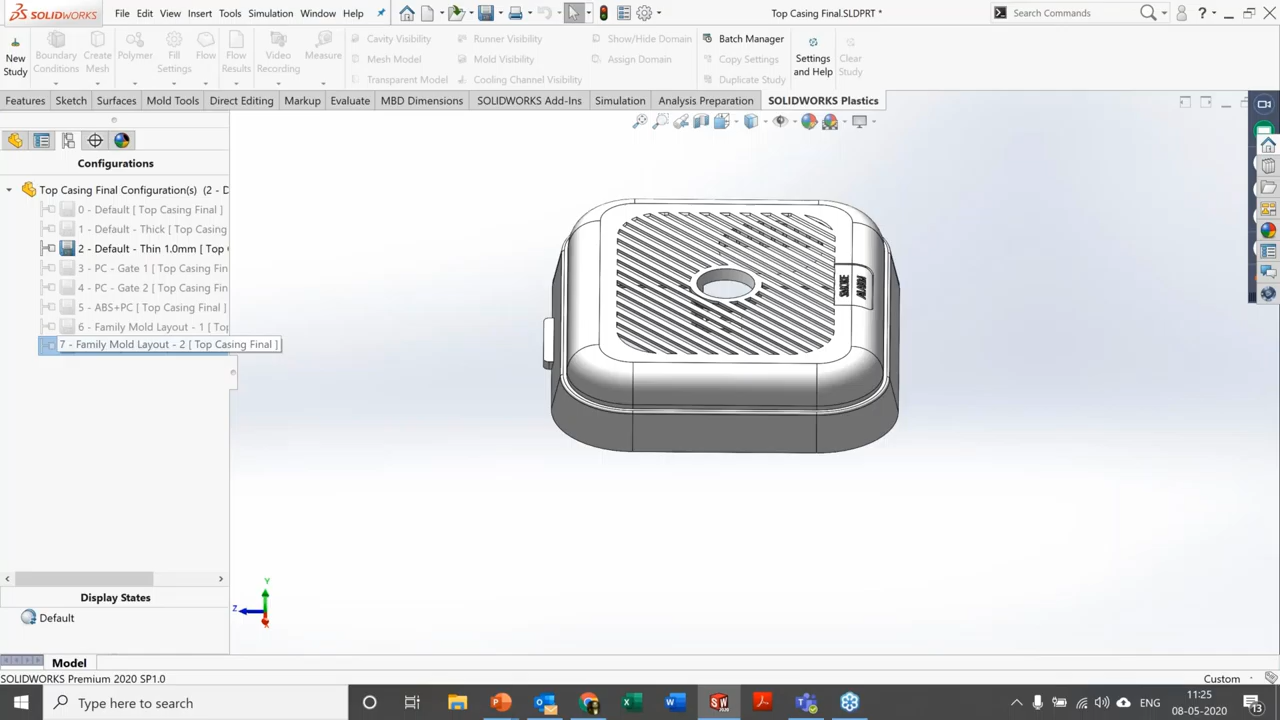 SOLIDWORKS
File Edit View Insert Tools Simulation Window Help
Top Casing Final.SLDPRT *
Search Commands
New Study
Boundary Conditions
Create Mesh
Polymer
Fill Settings
Flow
Flow Results
Video Recording
Measure
Cavity Visibility
Mesh Model
Transparent Model
Runner Visibility
Mold Visibility
Cooling Channel Visibility
Show/Hide Domain
Assign Domain
Batch Manager
Copy Settings
Duplicate Study
Settings and Help
Clear Study
Features Sketch Surfaces Mold Tools Direct Editing Markup Evaluate MBD Dimensions SOLIDWORKS Add-Ins Simulation Analysis Preparation SOLIDWORKS Plastics
Configurations
Top Casing Final Configuration(s) (2 - D
0 - Default [ Top Casing Final ]
1 - Default - Thick [ Top Casing
2 - Default - Thin 1.0mm [ Top
3 - PC - Gate 1 [ Top Casing Fin
4 - PC - Gate 2 [ Top Casing Fin
5 - ABS+PC [ Top Casing Final ]
6 - Family Mold Layout - 1 [ Top
7 - Family Mold Layout - 2 [ Top Casing Final ]
SMOKE
ALARM
Display States
Default
Y
Z
X
Model
SOLIDWORKS Premium 2020 SP1.0
Custom
Type here to search
ENG
11:25
08-05-2020
13